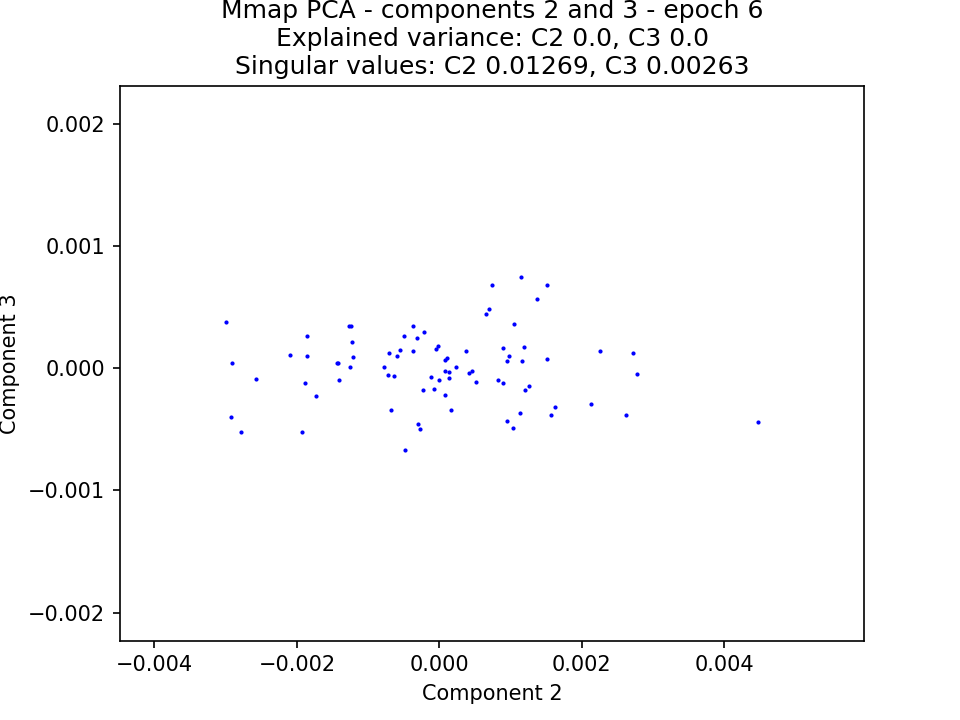 Mmap PCA - components 2 and 3 - epoch 6
Explained variance: C2 0.0, C3 0.0
Singular values: C2 0.01269, C3 0.00263
0.002
0.001
0.000
−0.001
−0.002
Component 3
−0.004
−0.002
0.000
0.002
0.004
Component 2